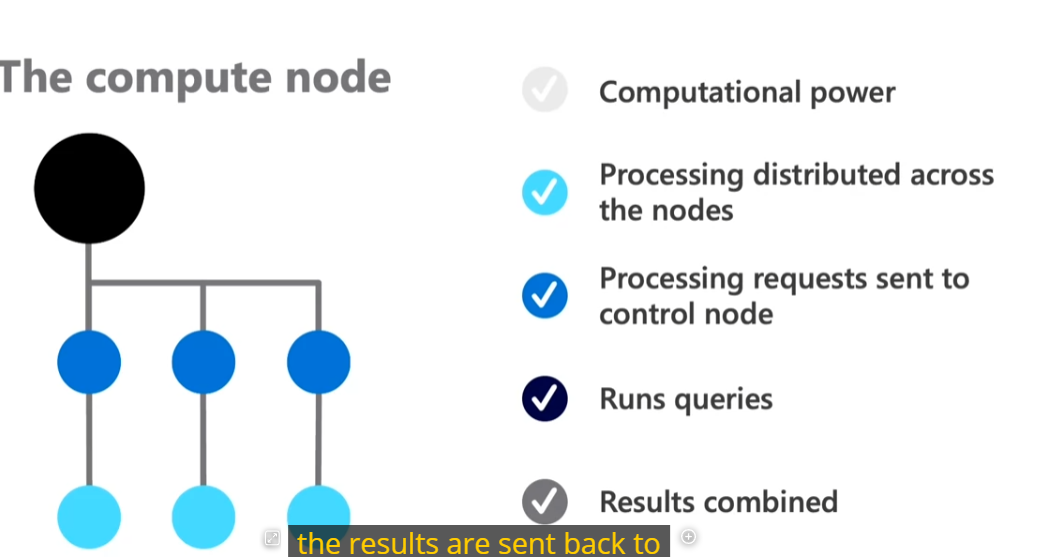 The compute node
Computational power
Processing distributed across
the nodes
Processing requests sent to
control node
Runs queries
Results combined
the results are sent back to